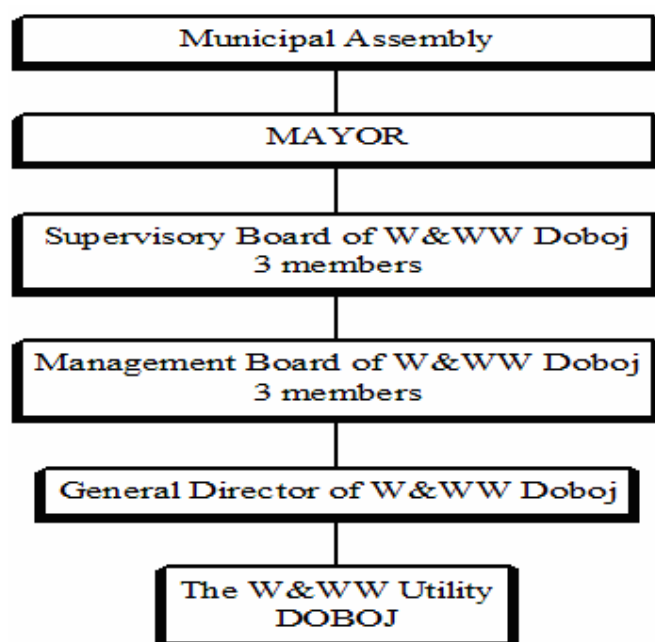 Municipal Assembly
MAYOR
Supervisory Board of W&WW Doboj
3 members
Management Board of W&WW Doboj
3 members
General Director of W&WW Doboj
The W&WW Utility
DOBOJ